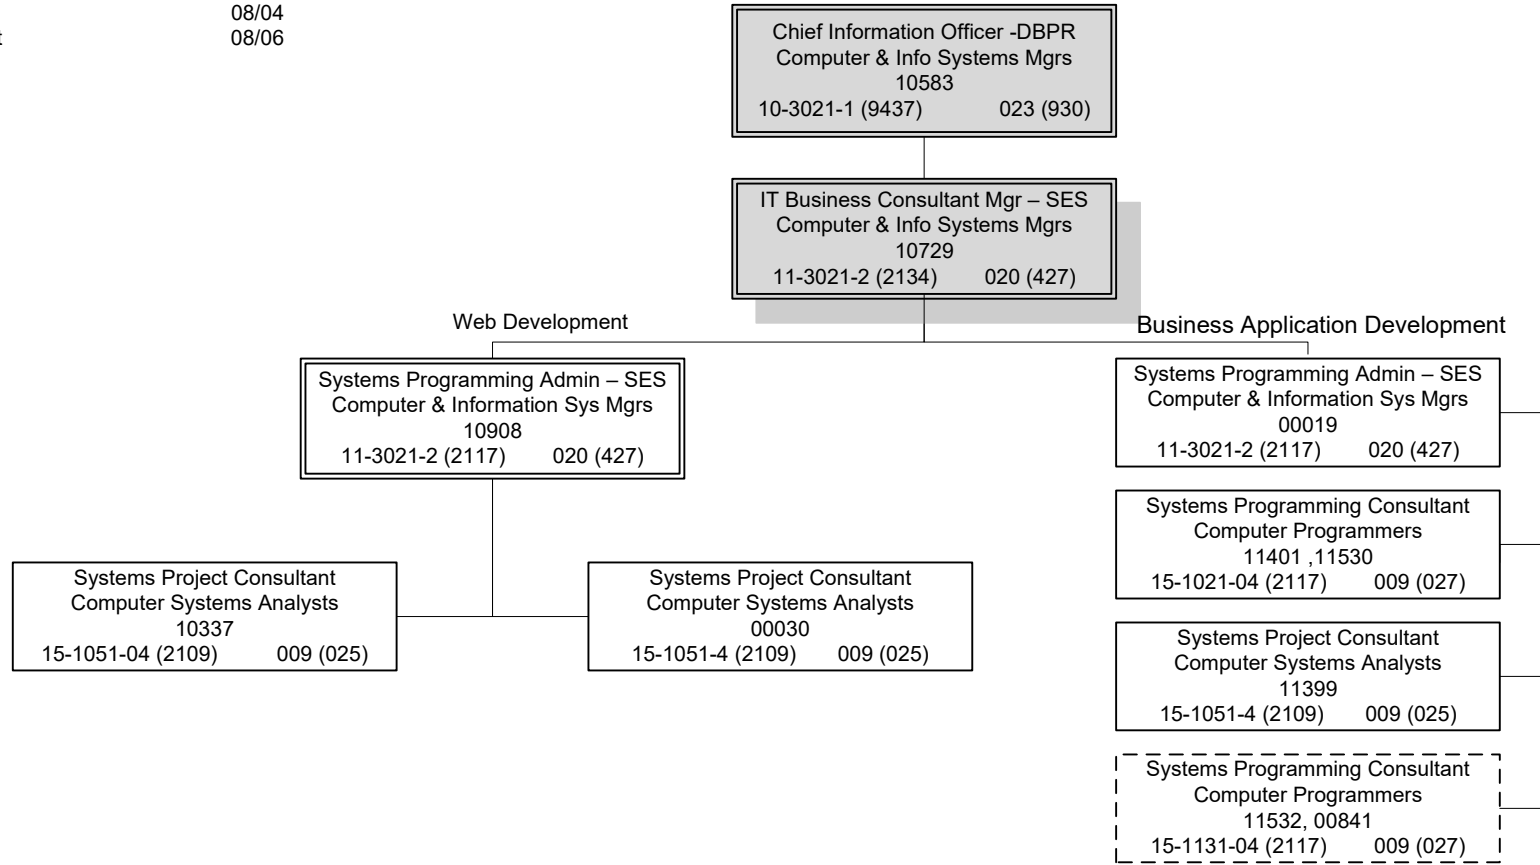 08/04
t 08/06
Chief Information Officer -DBPR
Computer & Info Systems Mgrs
10583
10-3021-1 (9437) 023 (930)
IT Business Consultant Mgr – SES
Computer & Info Systems Mgrs
10729
11-3021-2 (2134) 020 (427)
Web Development
Systems Programming Admin – SES
Computer & Information Sys Mgrs
10908
11-3021-2 (2117) 020 (427)
Systems Project Consultant
Computer Systems Analysts
10337
15-1051-04 (2109) 009 (025)
Systems Project Consultant
Computer Systems Analysts
00030
15-1051-4 (2109) 009 (025)
Business Application Development
Systems Programming Admin – SES
Computer & Information Sys Mgrs
00019
11-3021-2 (2117) 020 (427)
Systems Programming Consultant
Computer Programmers
11401 ,11530
15-1021-04 (2117) 009 (027)
Systems Project Consultant
Computer Systems Analysts
11399
15-1051-4 (2109) 009 (025)
Systems Programming Consultant
Computer Programmers
11532, 00841
15-1131-04 (2117) 009 (027)